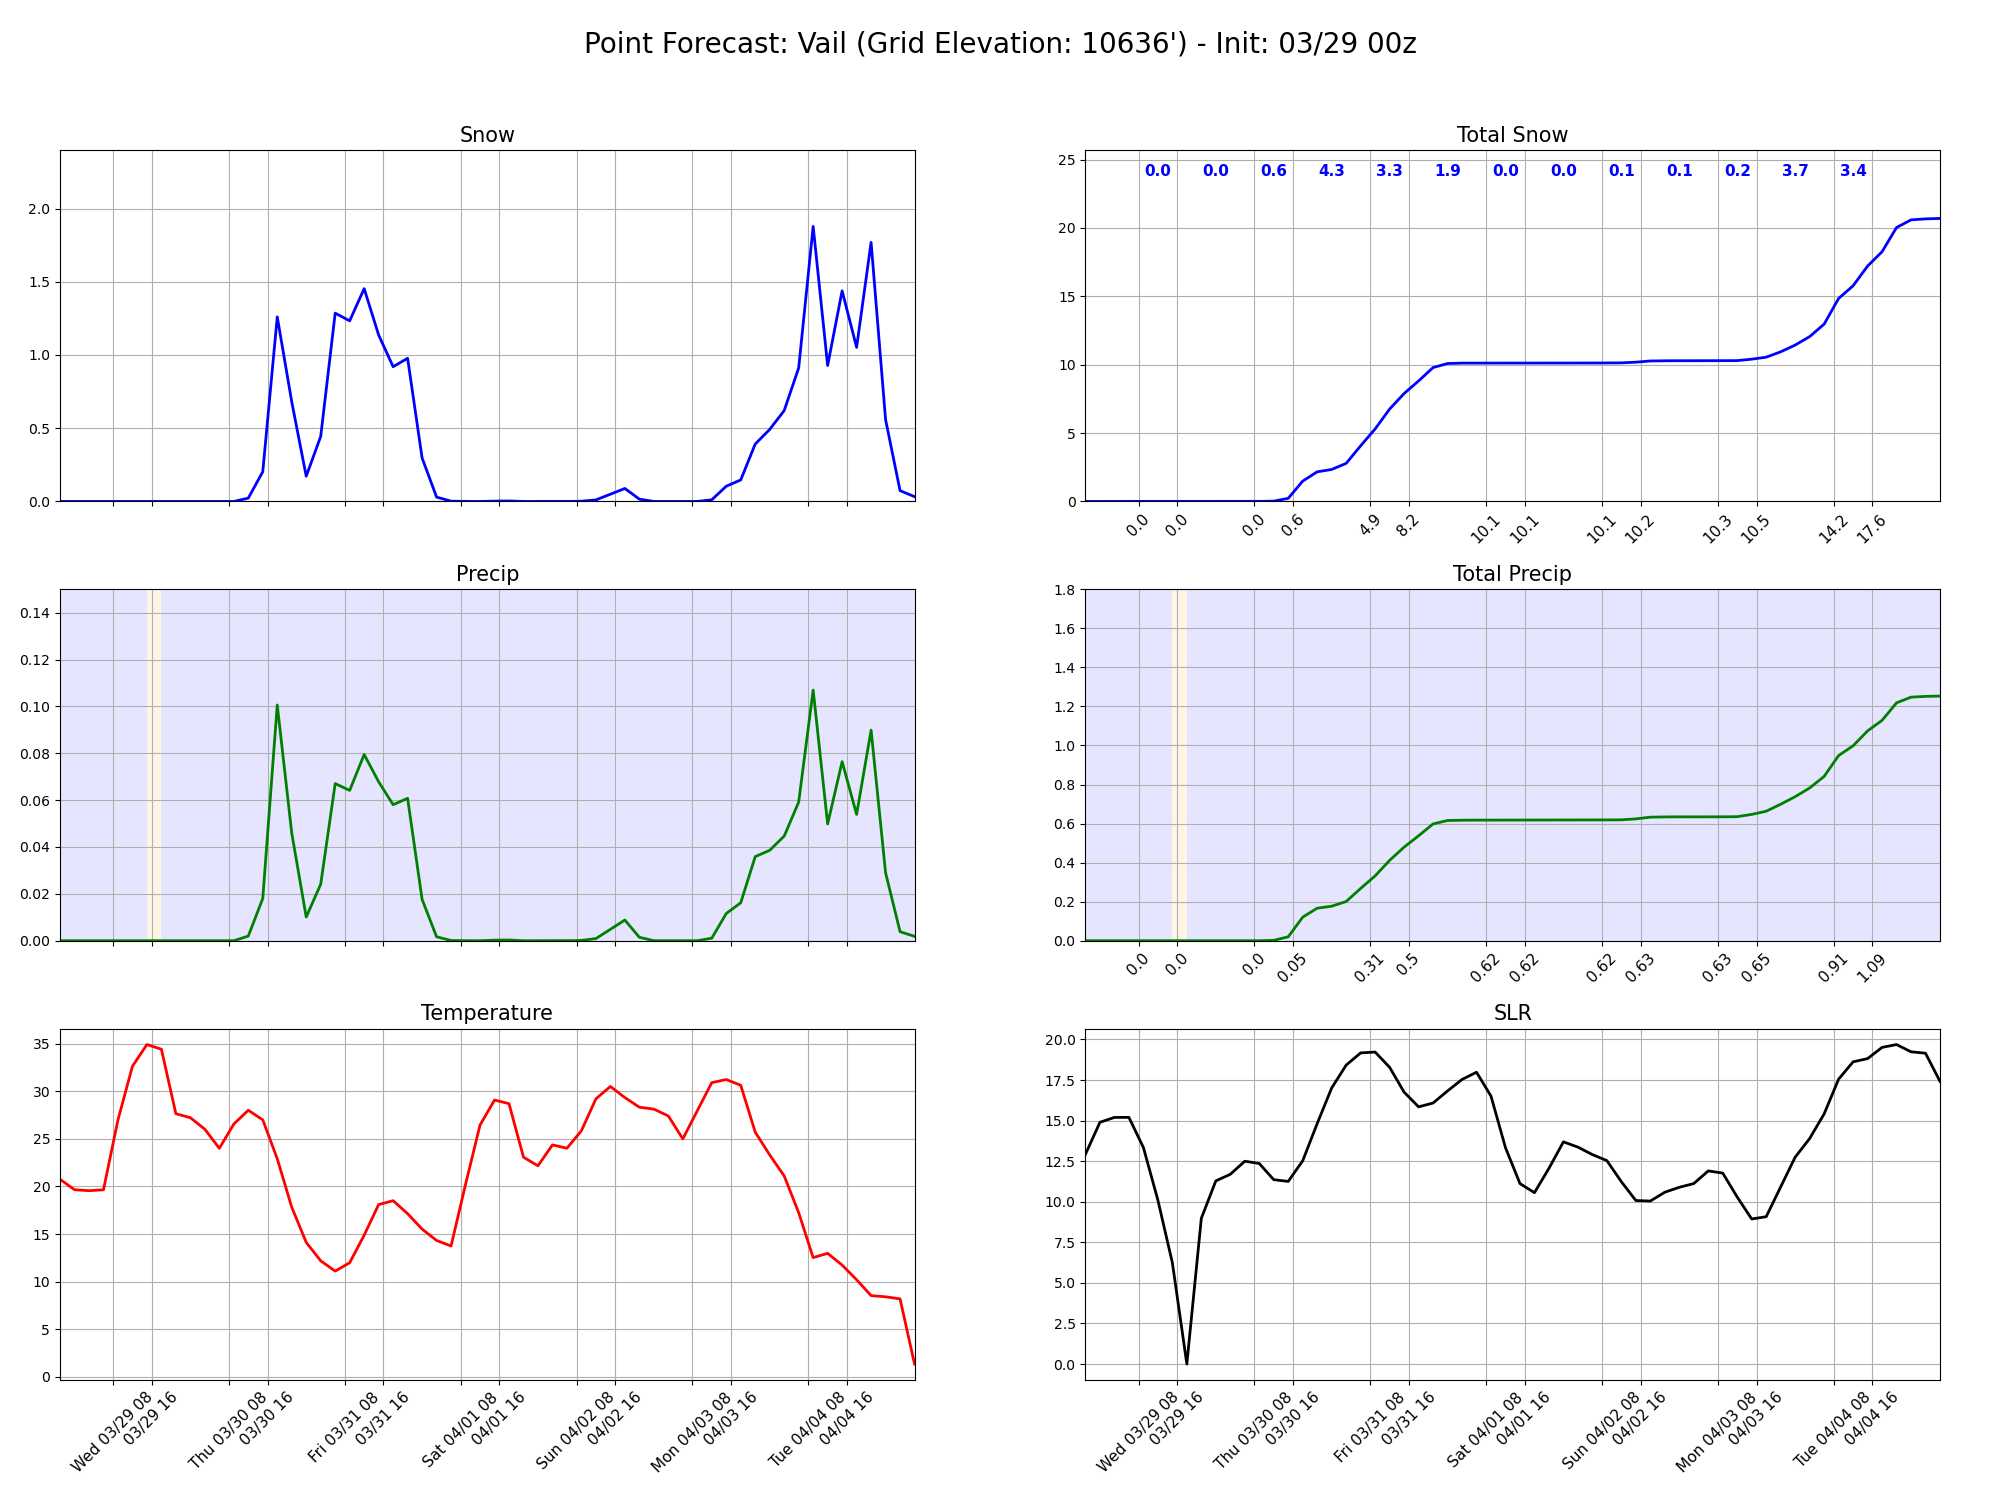 Point Forecast: Vail (Grid Elevation: 10636') - Init: 03/29 00z
Snow
2.0
1.5
1.0
0.5
0.0
Total Snow
0.0 0.0 0.6 4.3 3.3 1.9 0.0 0.0 0.1 0.1 0.2 3.7 3.4
25
20
15
10
5
0
0.0 0.0 0.0 0.6 4.9 8.2 10.1 10.1 10.1 10.2 10.3 10.5 14.2 17.6
Precip
0.14
0.12
0.10
0.08
0.06
0.04
0.02
0.00
Total Precip
1.8
1.6
1.4
1.2
1.0
0.8
0.6
0.4
0.2
0.0
0.0 0.0 0.0 0.05 0.31 0.5 0.62 0.62 0.62 0.63 0.63 0.65 0.91 1.09
Temperature
35
30
25
20
15
10
5
0
Wed 03/29 08
03/29 16
Thu 03/30 08
03/30 16
Fri 03/31 08
03/31 16
Sat 04/01 08
04/01 16
Sun 04/02 08
04/02 16
Mon 04/03 08
04/03 16
Tue 04/04 08
04/04 16
SLR
20.0
17.5
15.0
12.5
10.0
7.5
5.0
2.5
0.0
Wed 03/29 08
03/29 16
Thu 03/30 08
03/30 16
Fri 03/31 08
03/31 16
Sat 04/01 08
04/01 16
Sun 04/02 08
04/02 16
Mon 04/03 08
04/03 16
Tue 04/04 08
04/04 16